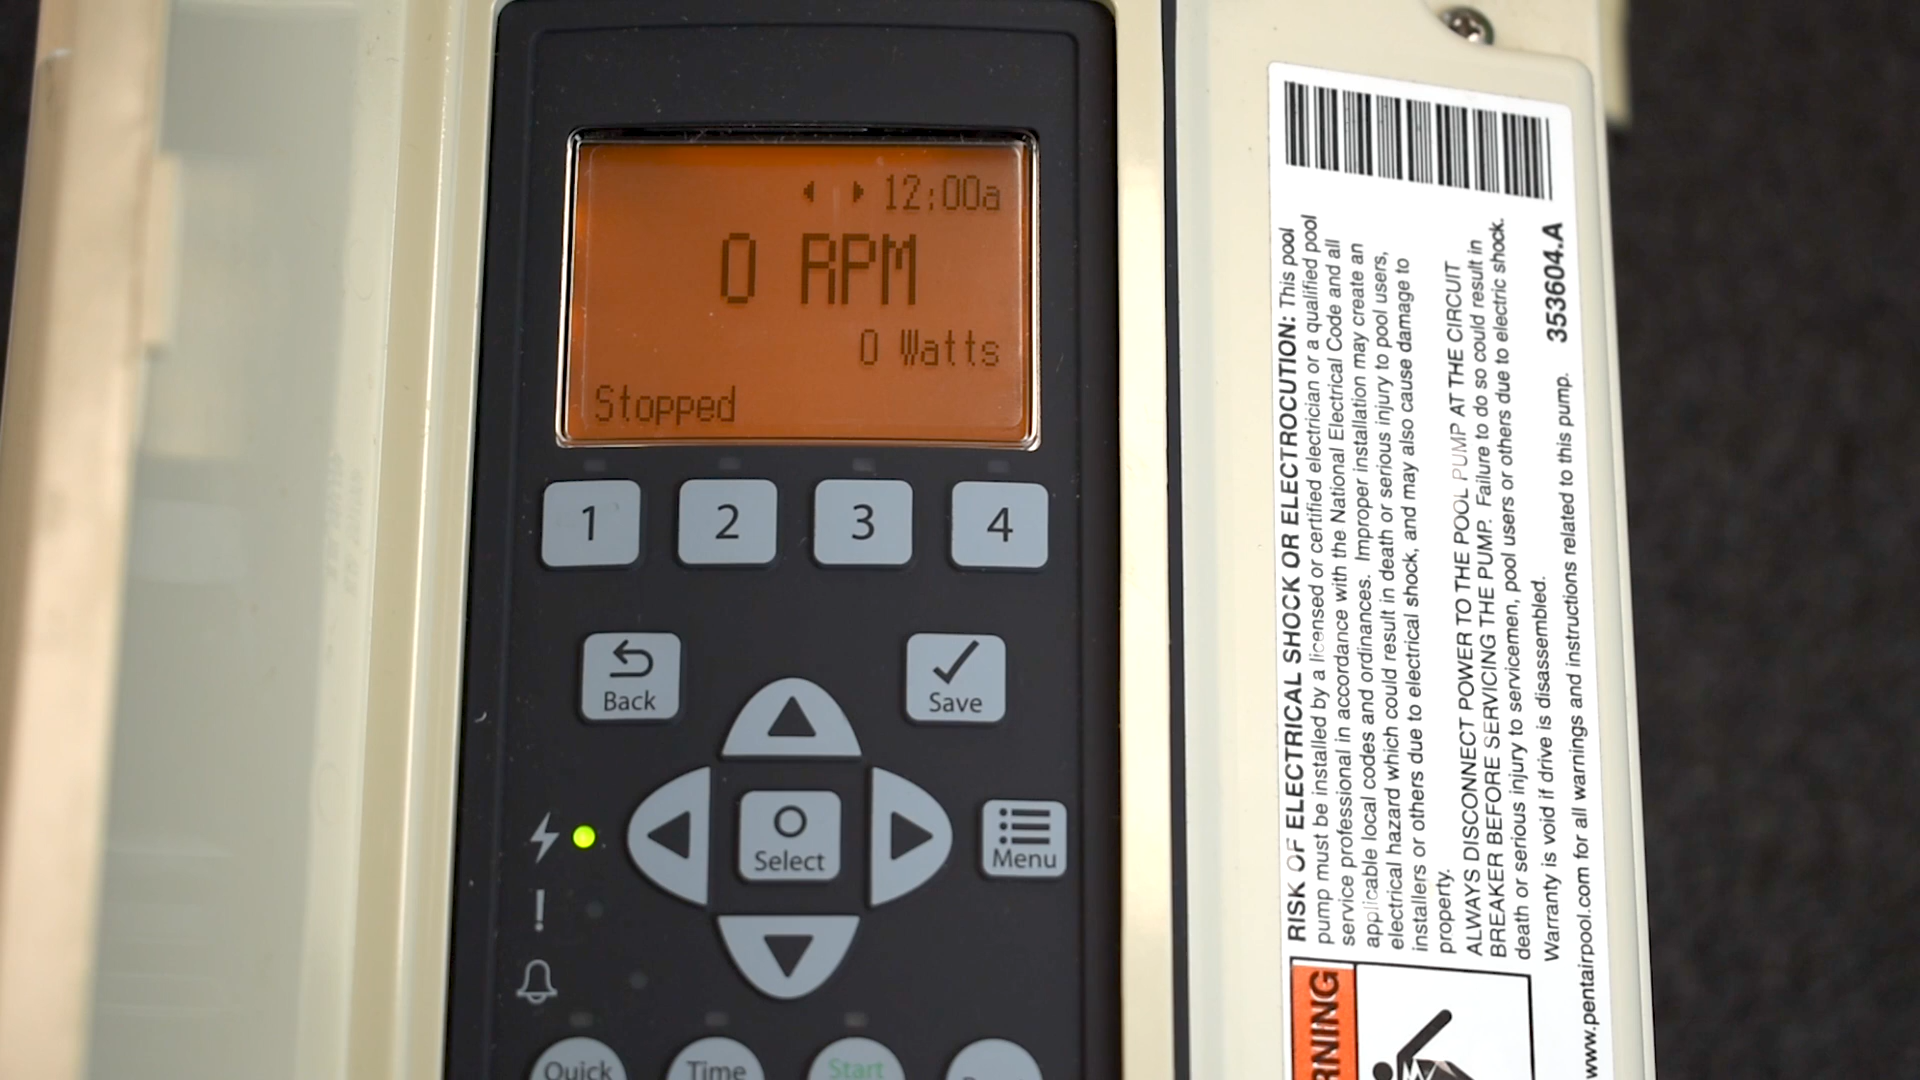 12:00a
0 RPM
0 Watts
Stopped
1 2 3 4
Back
Save
Select
Menu
Quick
Time
Start
353604.A
RISK OF ELECTRICAL SHOCK OR ELECTROCUTION: This pool
pump must be installed by a licensed or certified electrician or a qualified pool
service professional in accordance with the National Electrical Code and all
applicable local codes and ordinances. Improper installation may create an
electrical hazard which could result in death or serious injury to pool users,
installers or others due to electrical shock, and may also cause damage to
property.
ALWAYS DISCONNECT POWER TO THE POOL PUMP AT THE CIRCUIT
BREAKER BEFORE SERVICING THE PUMP. Failure to do so could result in
death or serious injury to servicemen, pool users or others due to electric shock.
Warranty is void if drive is disassembled.
www.pentairpool.com for all warnings and instructions related to this pump.
RNING